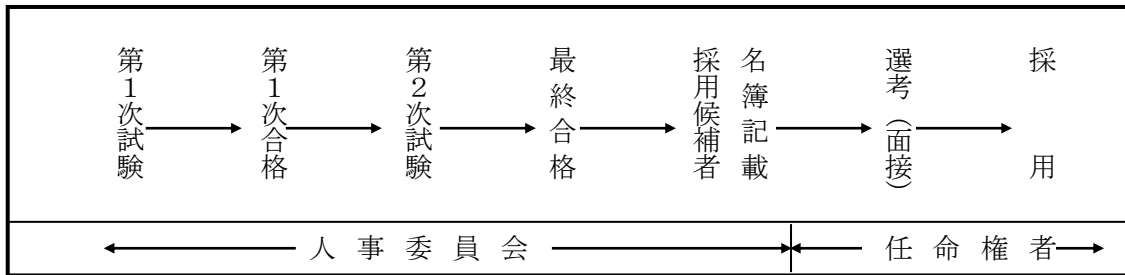 第1次試験
第1次合格
第2次試験
最終合格
採用候補者
名簿記載
選考（面接）
採用
人事委員会
任命権者